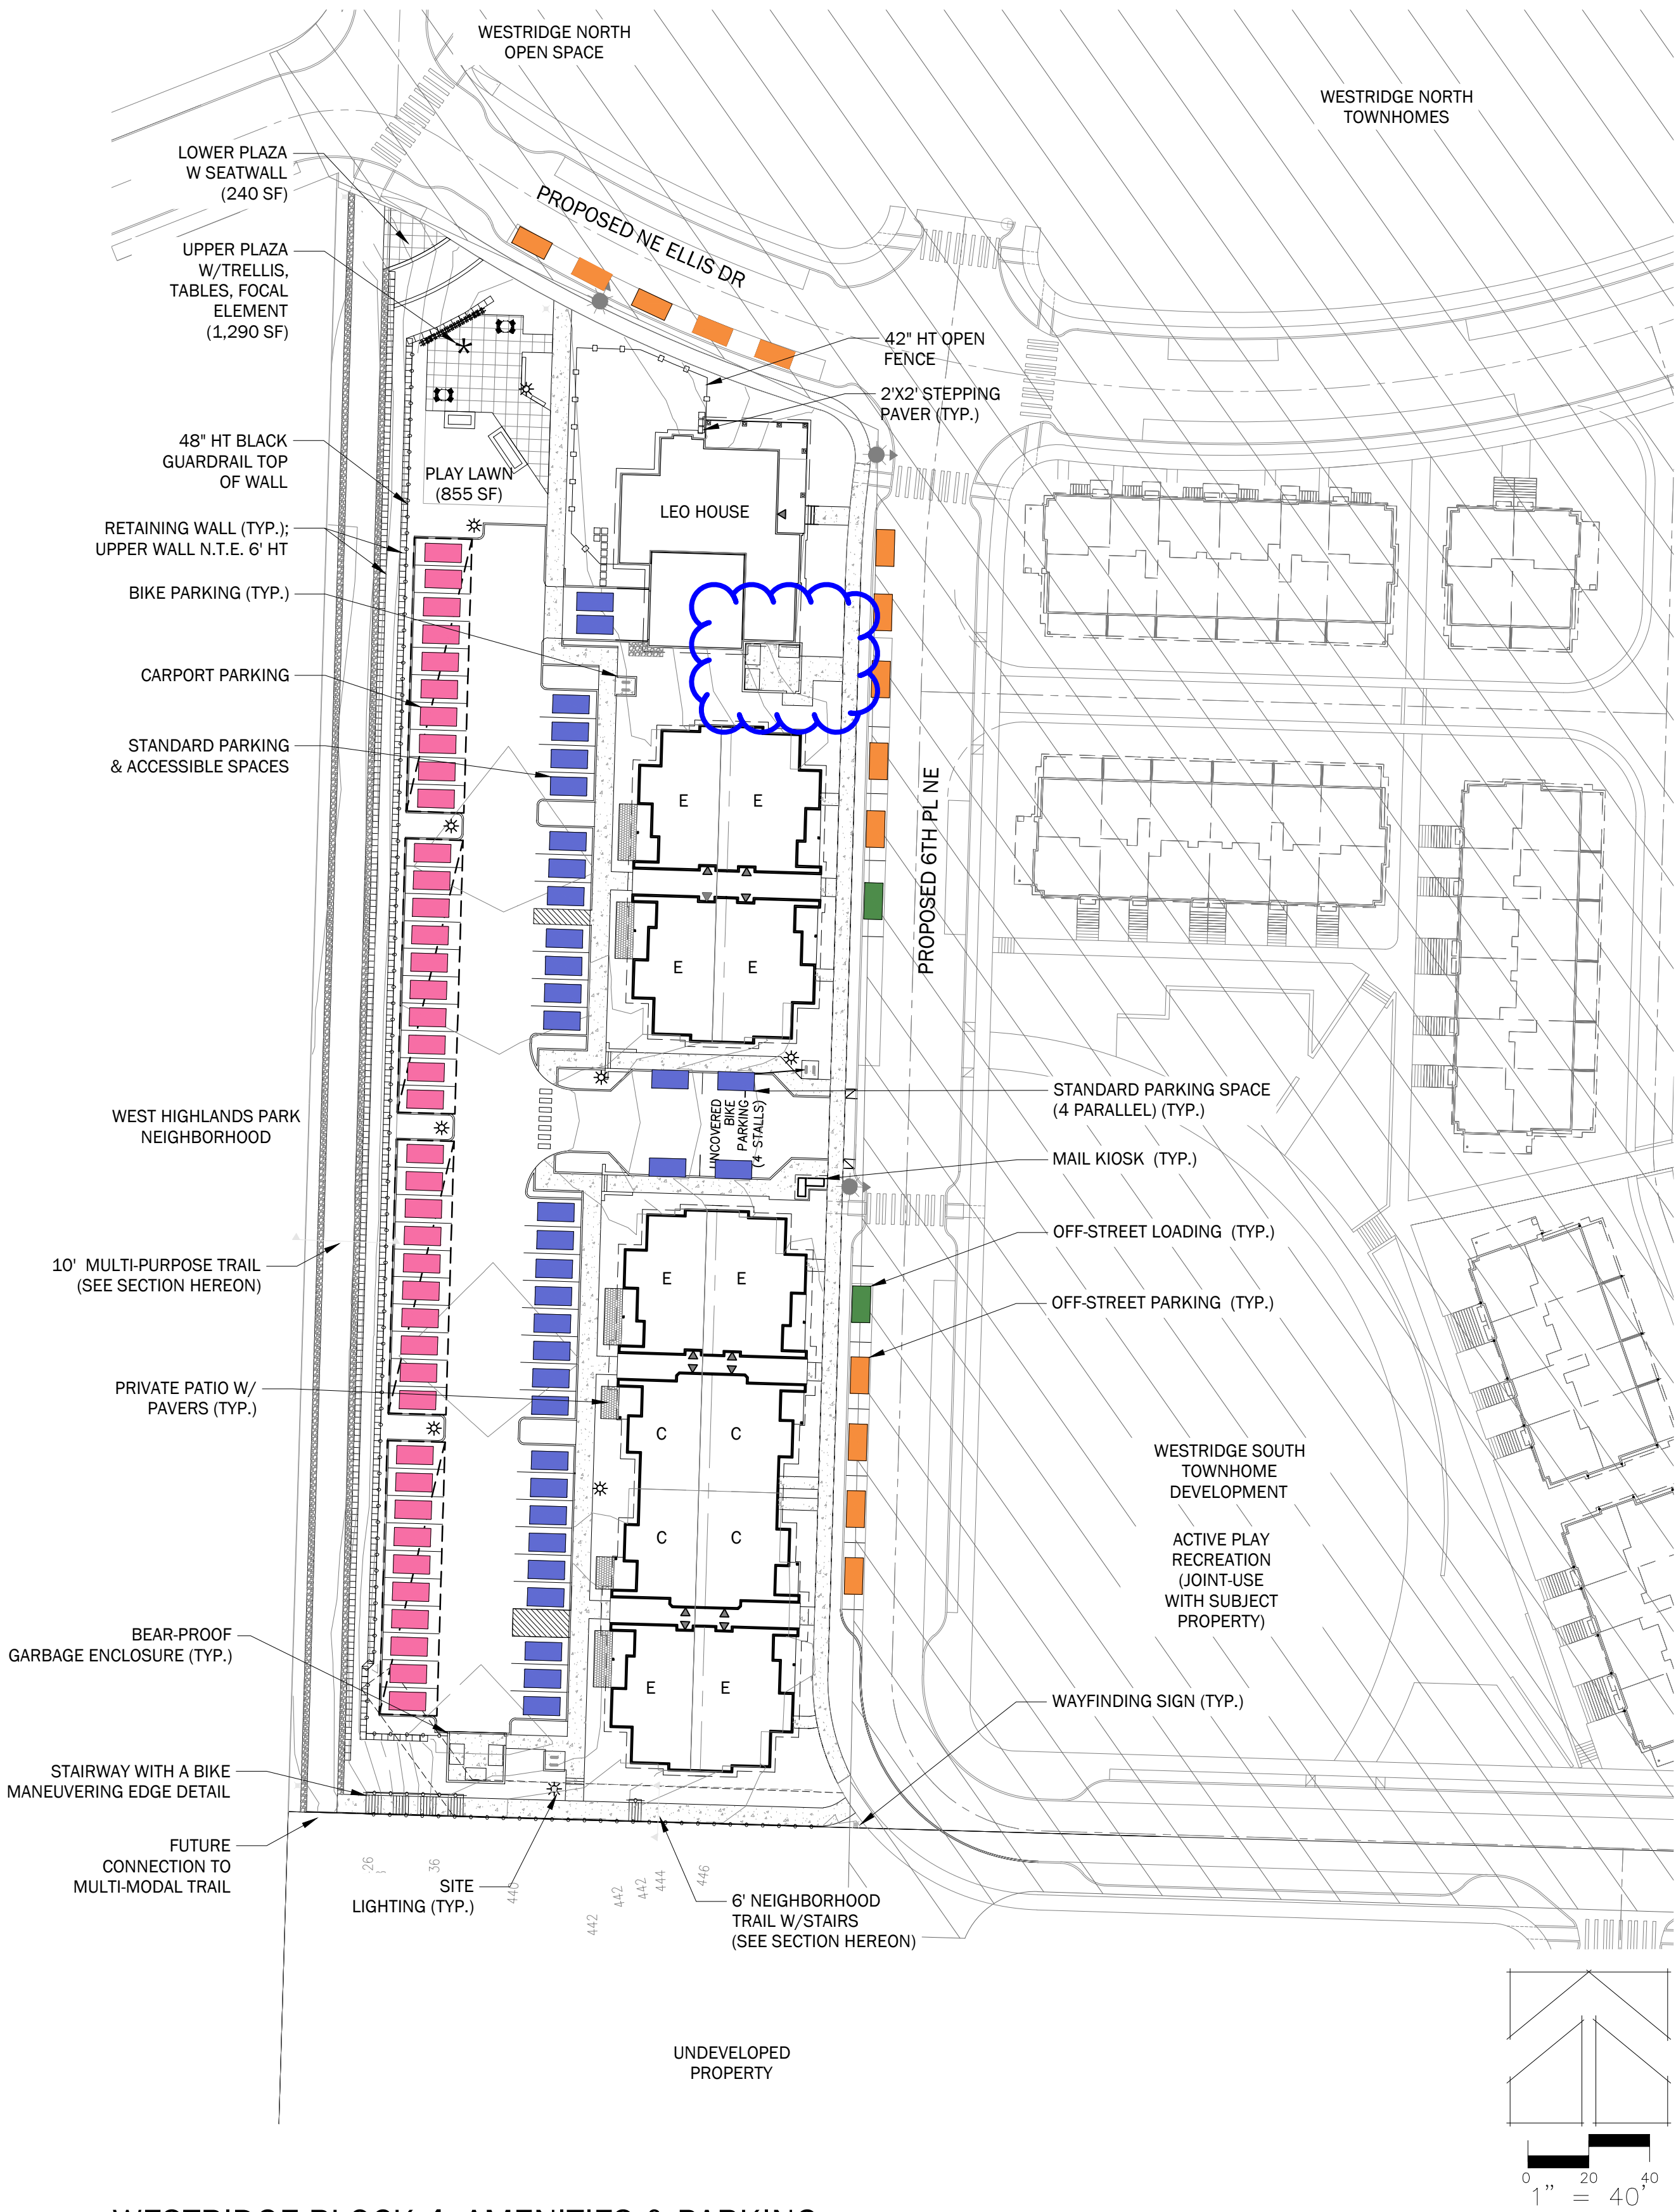 WESTRIDGE NORTH
OPEN SPACE
WESTRIDGE NORTH
TOWNHOMES
LOWER PLAZA
W SEATWALL
(240 SF)
PROPOSED NE ELLIS DR
UPPER PLAZA
W/TRELLIS,
TABLES, FOCAL
ELEMENT
(1,290 SF)
42" HT OPEN
FENCE
2'X2' STEPPING
PAVER (TYP.)
48" HT BLACK
GUARDRAIL TOP
OF WALL
PLAY LAWN
(855 SF)
LEO HOUSE
RETAINING WALL (TYP.);
UPPER WALL N.T.E. 6' HT
BIKE PARKING (TYP.)
CARPORT PARKING
STANDARD PARKING
& ACCESSIBLE SPACES
E E
PROPOSED 6TH PL NE
E E
WEST HIGHLANDS PARK
NEIGHBORHOOD
UNCOVERED
BIKE
PARKING
(4 STALLS)
STANDARD PARKING SPACE
(4 PARALLEL) (TYP.)
MAIL KIOSK (TYP.)
OFF-STREET LOADING (TYP.)
10' MULTI-PURPOSE TRAIL
(SEE SECTION HEREON)
E E
OFF-STREET PARKING (TYP.)
PRIVATE PATIO W/
PAVERS (TYP.)
C C
WESTRIDGE SOUTH
TOWNHOME
DEVELOPMENT
C C
ACTIVE PLAY
RECREATION
(JOINT-USE
WITH SUBJECT
PROPERTY)
BEAR-PROOF
GARBAGE ENCLOSURE (TYP.)
E E
WAYFINDING SIGN (TYP.)
STAIRWAY WITH A BIKE
MANEUVERING EDGE DETAIL
FUTURE
CONNECTION TO
MULTI-MODAL TRAIL
26
36
SITE
LIGHTING (TYP.)
440
442
442
442
444
446
6' NEIGHBORHOOD
TRAIL W/STAIRS
(SEE SECTION HEREON)
UNDEVELOPED
PROPERTY
0 20 40
1" = 40'